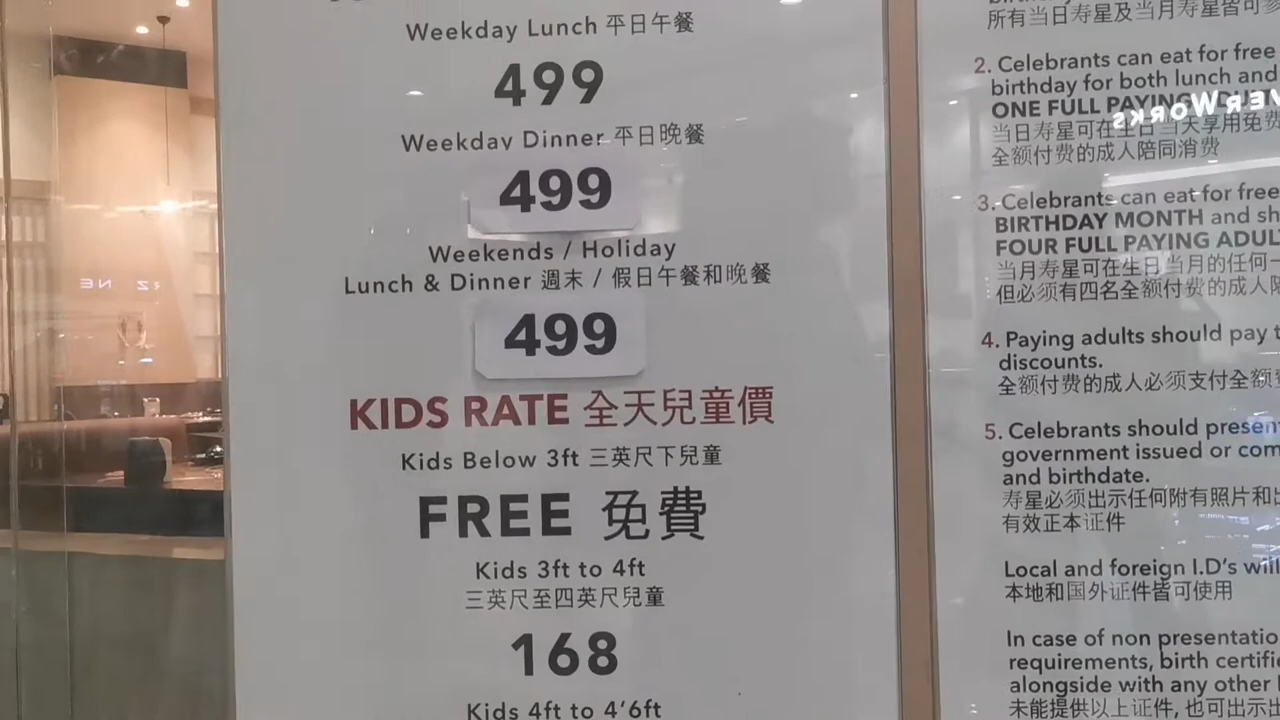 Weekday Lunch 平日午餐
499
Weekday Dinner 平日晚餐
499
Weekends / Holiday
Lunch & Dinner 週末 / 假日午餐和晚餐
499
KIDS RATE 全天兒童價
Kids Below 3ft 三英尺下兒童
FREE 免費
Kids 3ft to 4ft
三英尺至四英尺兒童
168
Kids 4ft to 4'6ft
所有当日寿星及当月寿星皆可参
2. Celebrants can eat for free
birthday for both lunch and
ONE FULL PAYING
当日寿星可在生日当天享用免费
全额付费的成人陪同消费
3. Celebrants can eat for free
BIRTHDAY MONTH and sh
FOUR FULL PAYING ADUL
当月寿星可在生日当月的任何一
但必须有四名全额付费的成人陪
4. Paying adults should pay t
discounts.
全额付费的成人必须支付全额
5. Celebrants should present
government issued or com
and birthdate.
寿星必须出示任何附有照片和出
有效正本证件
Local and foreign I.D's will
本地和国外证件皆可使用
In case of non presentatio
requirements, birth certific
alongside with any other
未能提供以上证件, 也可出示出